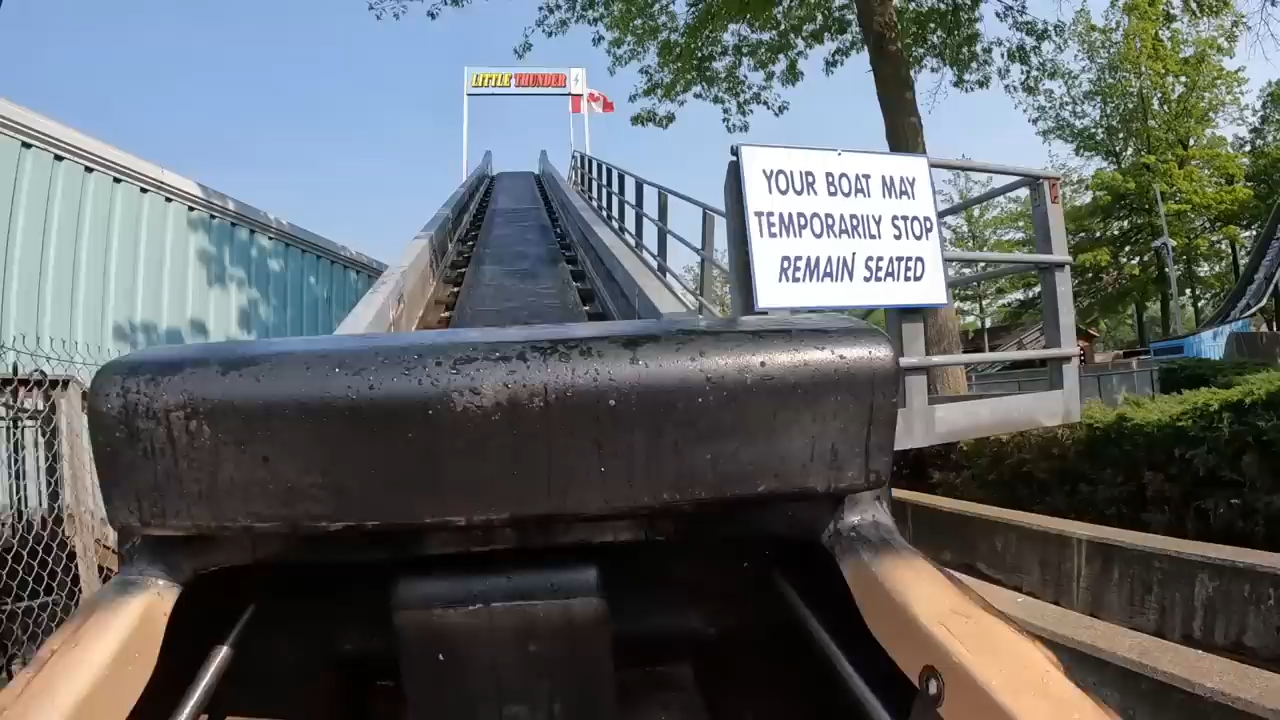 LITTLE THUNDER
YOUR BOAT MAY
TEMPORARILY STOP
REMAIN SEATED